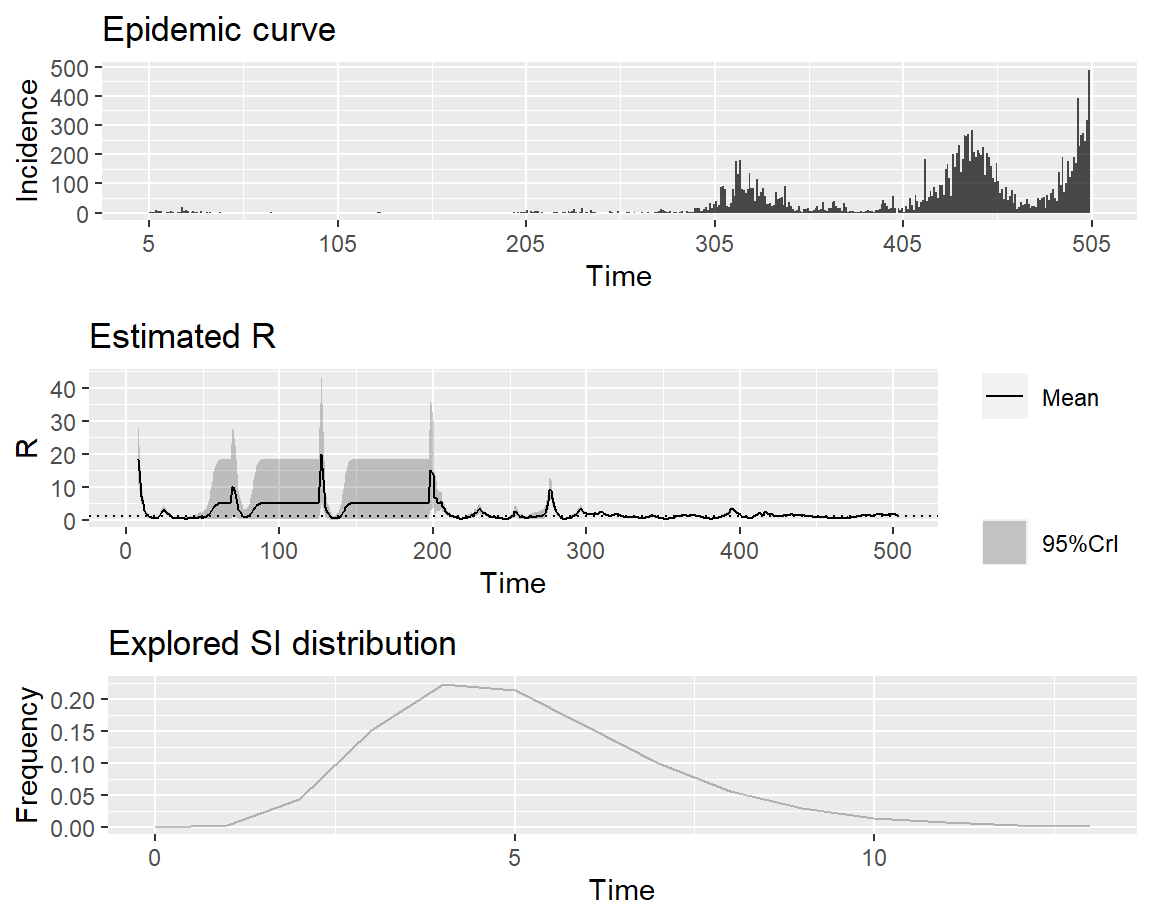 Epidemic curve
500
400
300
200
100
0
Incidence
5 105 205 305 405 505
Time
Estimated R
40
30
20
10
0
R
0 100 200 300 400 500
Time
Mean
95%CrI
Explored SI distribution
0.20
0.15
0.10
0.05
0.00
Frequency
0 5 10
Time